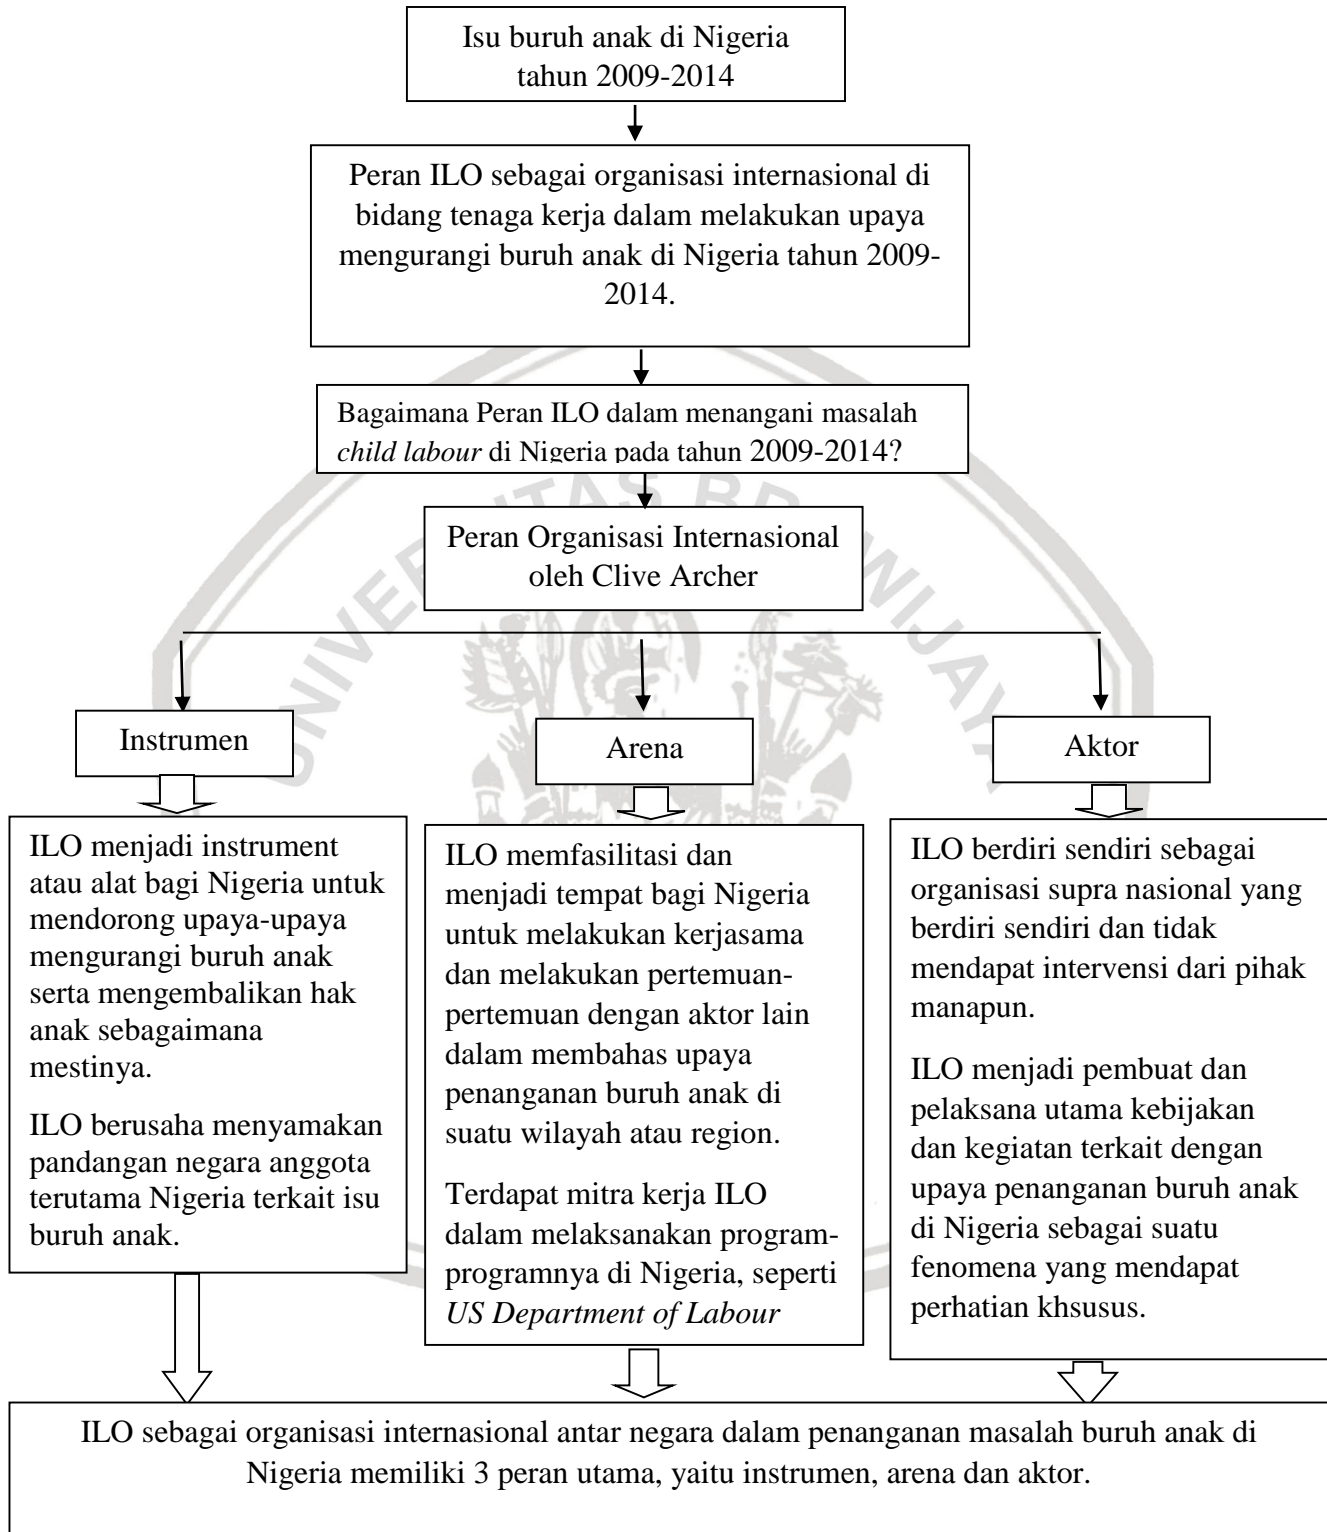 Isu buruh anak di Nigeria
tahun 2009-2014
Peran ILO sebagai organisasi internasional di
bidang tenaga kerja dalam melakukan upaya
mengurangi buruh anak di Nigeria tahun 2009-
2014.
Bagaimana Peran ILO dalam menangani masalah
child labour di Nigeria pada tahun 2009-2014?
UNIVERSITAS BRAWIJAYA
Peran Organisasi Internasional
oleh Clive Archer
Instrumen
Arena
Aktor
ILO menjadi instrument
atau alat bagi Nigeria untuk
mendorong upaya-upaya
mengurangi buruh anak
serta mengembalikan hak
anak sebagaimana
mestinya.
ILO berusaha menyamakan
pandangan negara anggota
terutama Nigeria terkait isu
buruh anak.
ILO memfasilitasi dan
menjadi tempat bagi Nigeria
untuk melakukan kerjasama
dan melakukan pertemuan-
pertemuan dengan aktor lain
dalam membahas upaya
penanganan buruh anak di
suatu wilayah atau region.
Terdapat mitra kerja ILO
dalam melaksanakan program-
programnya di Nigeria, seperti
US Department of Labour
ILO berdiri sendiri sebagai
organisasi supra nasional yang
berdiri sendiri dan tidak
mendapat intervensi dari pihak
manapun.
ILO menjadi pembuat dan
pelaksana utama kebijakan
dan kegiatan terkait dengan
upaya penanganan buruh anak
di Nigeria sebagai suatu
fenomena yang mendapat
perhatian khsusus.
ILO sebagai organisasi internasional antar negara dalam penanganan masalah buruh anak di
Nigeria memiliki 3 peran utama, yaitu instrumen, arena dan aktor.